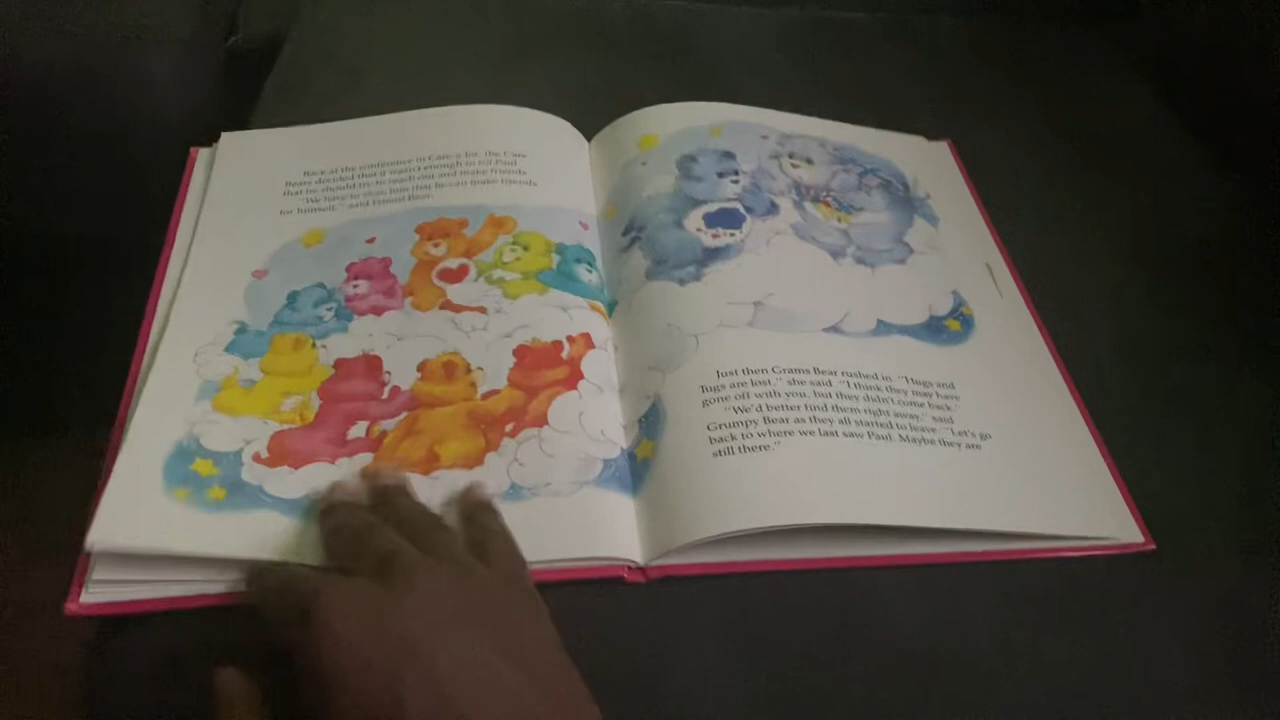 Back at the conference in Care-a-lot, the Care
Bears decided that it wasn't enough to tell Paul
that he should try to reach out and make friends.
"We have to show him that he can make friends
for himself," said Friend Bear.
Just then Grams Bear rushed in. "Hugs and
Tugs are lost," she said. "I think they may have
gone off with you, but they didn't come back."
"We'd better find them right away," said
Grumpy Bear as they all started to leave. "Let's go
back to where we last saw Paul. Maybe they are
still there."